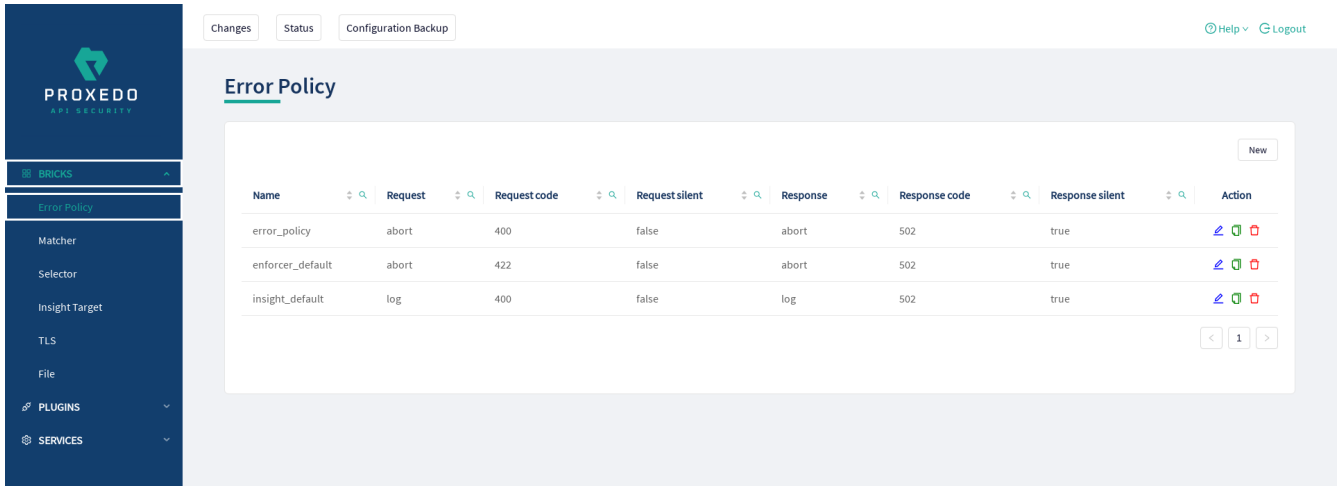 Changes Status Configuration Backup Help Logout
PROXEDO
API SECURITY
Error Policy
New
BRICKS
Error Policy
Matcher
Selector
Insight Target
TLS
File
PLUGINS
SERVICES
Name Request Request code Request silent Response Response code Response silent Action
error_policy abort 400 false abort 502 true
enforcer_default abort 422 false abort 502 true
insight_default log 400 false log 502 true
< 1 >